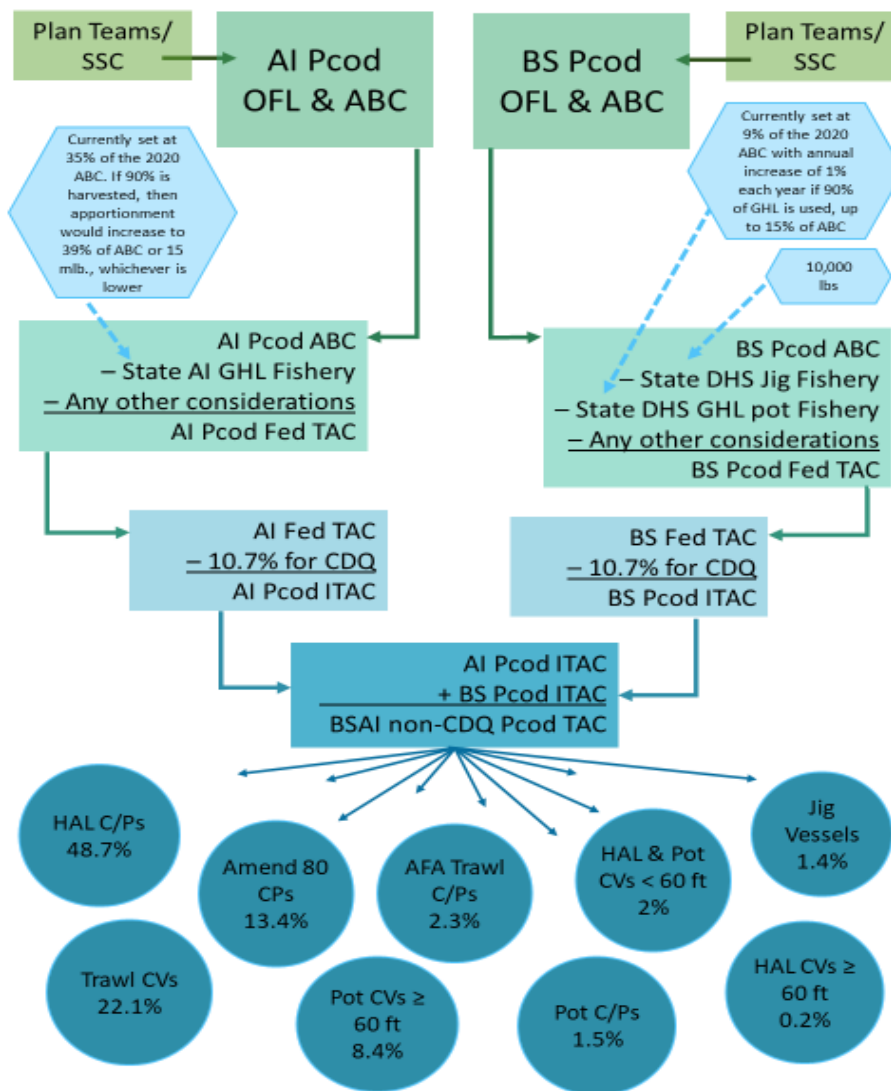 Plan Teams/
SSC
AI Pcod
OFL & ABC
BS Pcod
OFL & ABC
Plan Teams/
SSC
Currently set at
35% of the 2020
ABC. If 90% is
harvested, then
apportionment
would increase to
39% of ABC or 15
mlb., whichever is
lower
Currently set at
9% of the 2020
ABC with annual
increase of 1%
each year if 90%
of GHL is used, up
to 15% of ABC
10,000
lbs
AI Pcod ABC
– State AI GHL Fishery
– Any other considerations
AI Pcod Fed TAC
BS Pcod ABC
– State DHS Jig Fishery
– State DHS GHL pot Fishery
– Any other considerations
BS Pcod Fed TAC
AI Fed TAC
– 10.7% for CDQ
AI Pcod ITAC
BS Fed TAC
– 10.7% for CDQ
BS Pcod ITAC
AI Pcod ITAC
+ BS Pcod ITAC
BSAI non-CDQ Pcod TAC
HAL C/Ps
48.7%
Amend 80
CPs
13.4%
AFA Trawl
C/Ps
2.3%
HAL & Pot
CVs < 60 ft
2%
Jig
Vessels
1.4%
Trawl CVs
22.1%
Pot CVs ≥
60 ft
8.4%
Pot C/Ps
1.5%
HAL CVs ≥
60 ft
0.2%